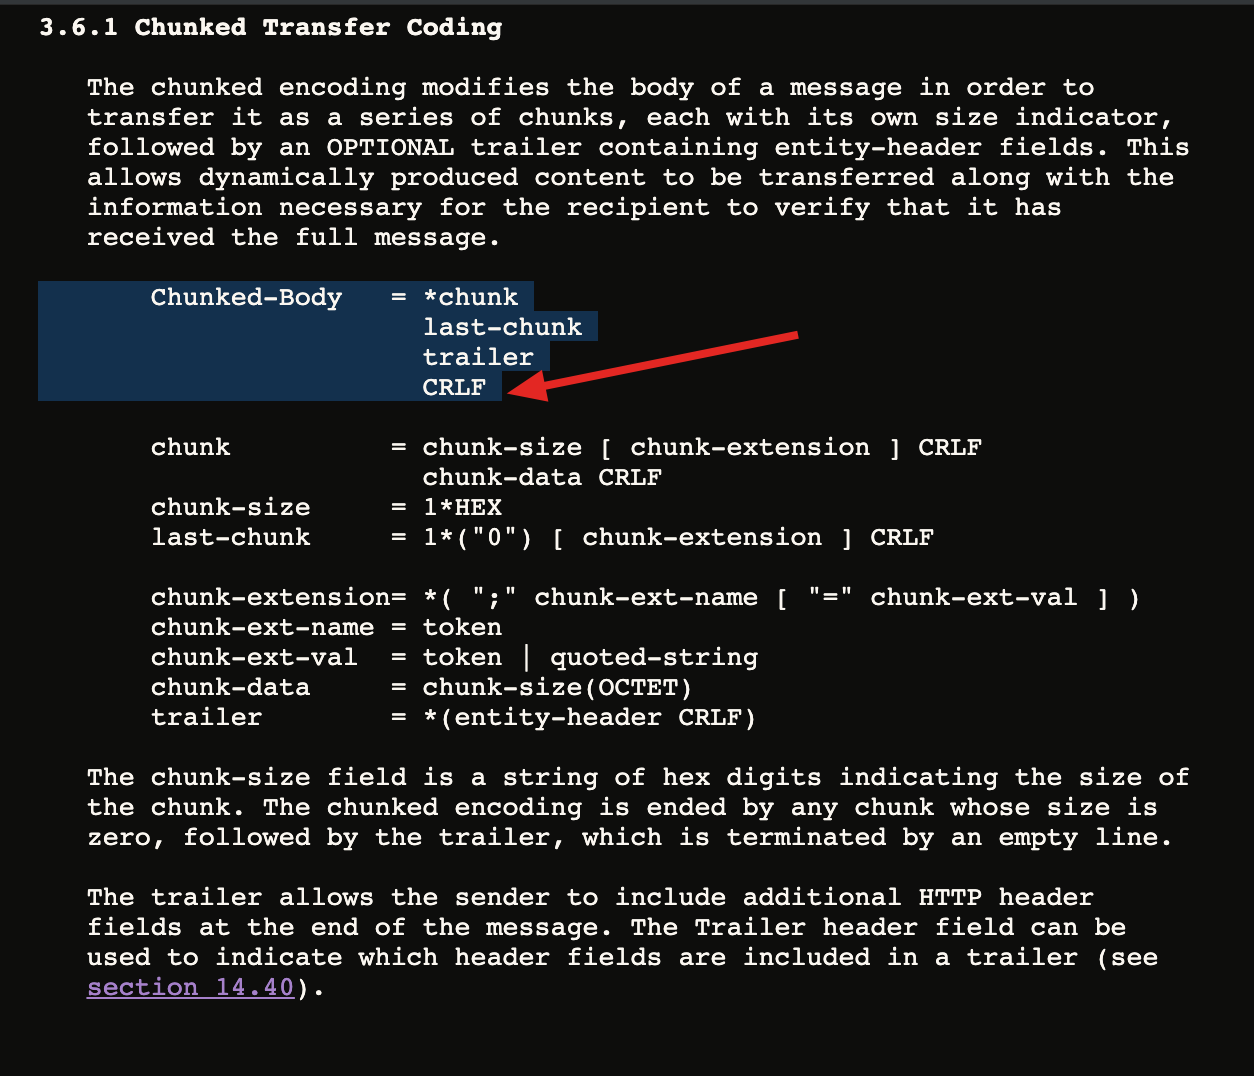 3.6.1 Chunked Transfer Coding
The chunked encoding modifies the body of a message in order to
transfer it as a series of chunks, each with its own size indicator,
followed by an OPTIONAL trailer containing entity-header fields. This
allows dynamically produced content to be transferred along with the
information necessary for the recipient to verify that it has
received the full message.
Chunked-Body   = *chunk
last-chunk
trailer
CRLF
chunk          = chunk-size [ chunk-extension ] CRLF
chunk-data CRLF
chunk-size     = 1*HEX
last-chunk     = 1*("0") [ chunk-extension ] CRLF
chunk-extension= *( ";" chunk-ext-name [ "=" chunk-ext-val ] )
chunk-ext-name = token
chunk-ext-val  = token | quoted-string
chunk-data     = chunk-size(OCTET)
trailer        = *(entity-header CRLF)
The chunk-size field is a string of hex digits indicating the size of
the chunk. The chunked encoding is ended by any chunk whose size is
zero, followed by the trailer, which is terminated by an empty line.
The trailer allows the sender to include additional HTTP header
fields at the end of the message. The Trailer header field can be
used to indicate which header fields are included in a trailer (see
section 14.40).